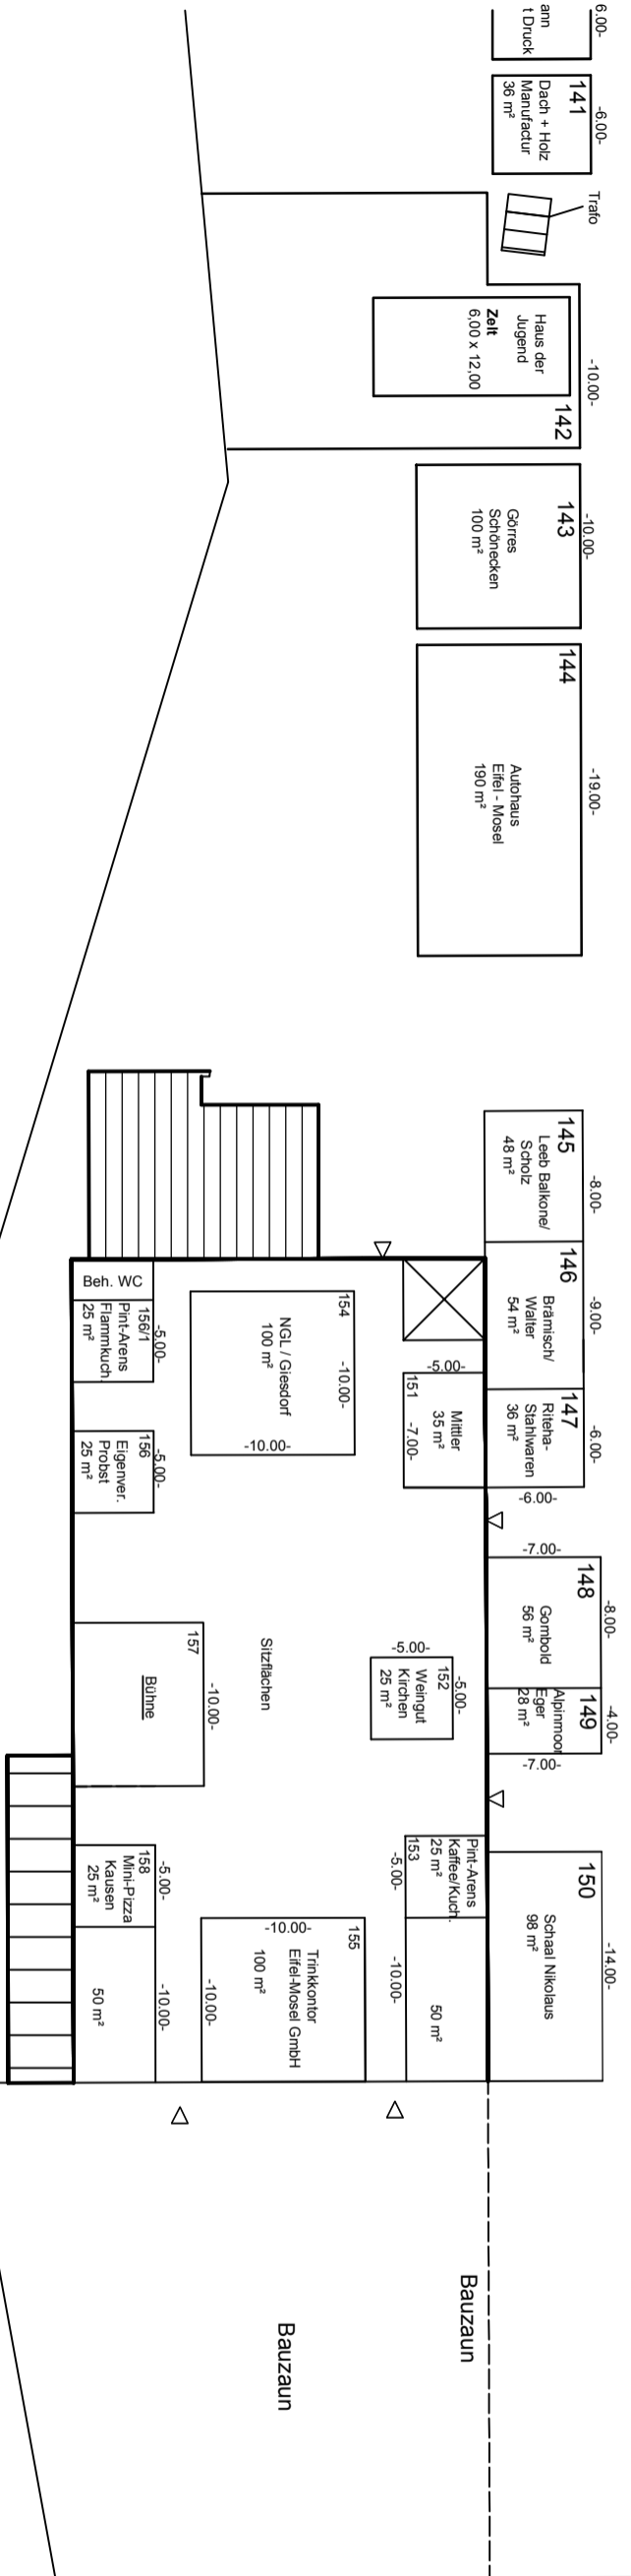 6.00-
ann
t Druck
-6.00-
141
Dach + Holz
Manufactur
36 m²
Trafo
-10.00-
Haus der
Jugend
Zelt
6,00 x 12,00
142
-10.00-
143
Görres
Schönecken
100 m²
-19.00-
144
Autohaus
Eifel - Mosel
190 m²
-8.00-
145
Leeb Balkone/
Scholz
48 m²
-9.00-
146
Brämisch/
Walter
54 m²
-6.00-
147
Riteha-
Stahlwaren
36 m²
-6.00-
-7.00-
-8.00-
148
Gombold
56 m²
-4.00-
149
Alpinmoor
Eger
28 m²
-7.00-
-14.00-
150
Schaal Nikolaus
98 m²
-5.00-
Mittler
35 m²
151
-7.00-
154
-10.00-
NGL / Giesdorf
100 m²
-10.00-
Beh. WC
-5.00-
156/1
Pint-Arens
Flammkuch.
25 m²
-5.00-
156
Eigenver.
Probst
25 m²
-5.00-
-5.00-
152
Weingut
Kirchen
25 m²
Sitzflächen
157
-10.00-
Bühne
Pint-Arens
Kaffee/Kuch.
25 m²
153
-5.00-
50 m²
-10.00-
155
-10.00-
Trinkkontor
Eifel-Mosel GmbH
100 m²
-10.00-
-5.00-
158
Mini-Pizza
Kausen
25 m²
-10.00-
50 m²
Bauzaun
Bauzaun